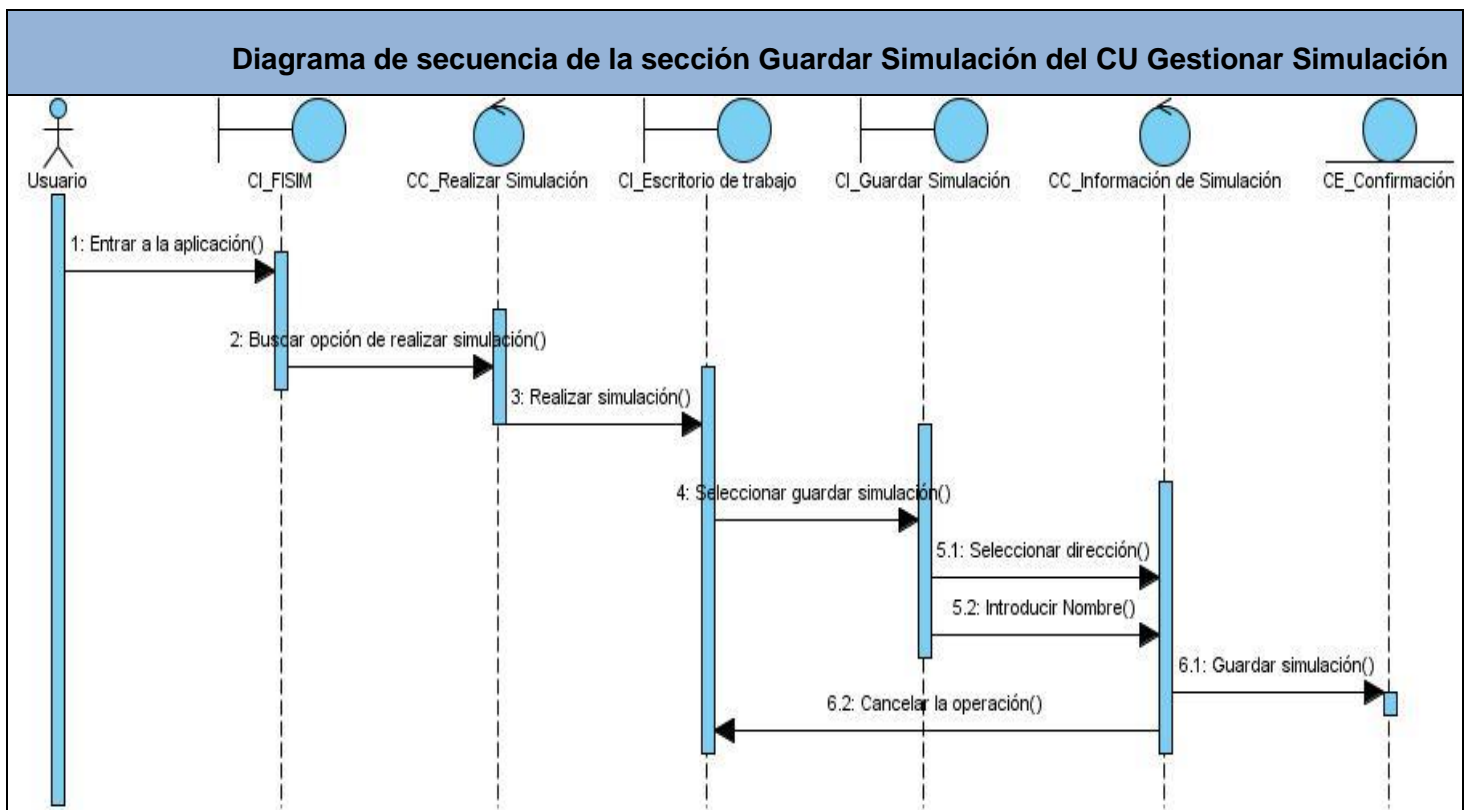 Diagrama de secuencia de la sección Guardar Simulación del CU Gestionar Simulación
Usuario
CI_FISIM
CC_Realizar Simulación
CI_Escritorio de trabajo
CI_Guardar Simulación
CC_Información de Simulación
CE_Confirmación
1: Entrar a la aplicación()
2: Buscar opción de realizar simulación()
3: Realizar simulación()
4: Seleccionar guardar simulación()
5.1: Seleccionar dirección()
5.2: Introducir Nombre()
6.1: Guardar simulación()
6.2: Cancelar la operación()